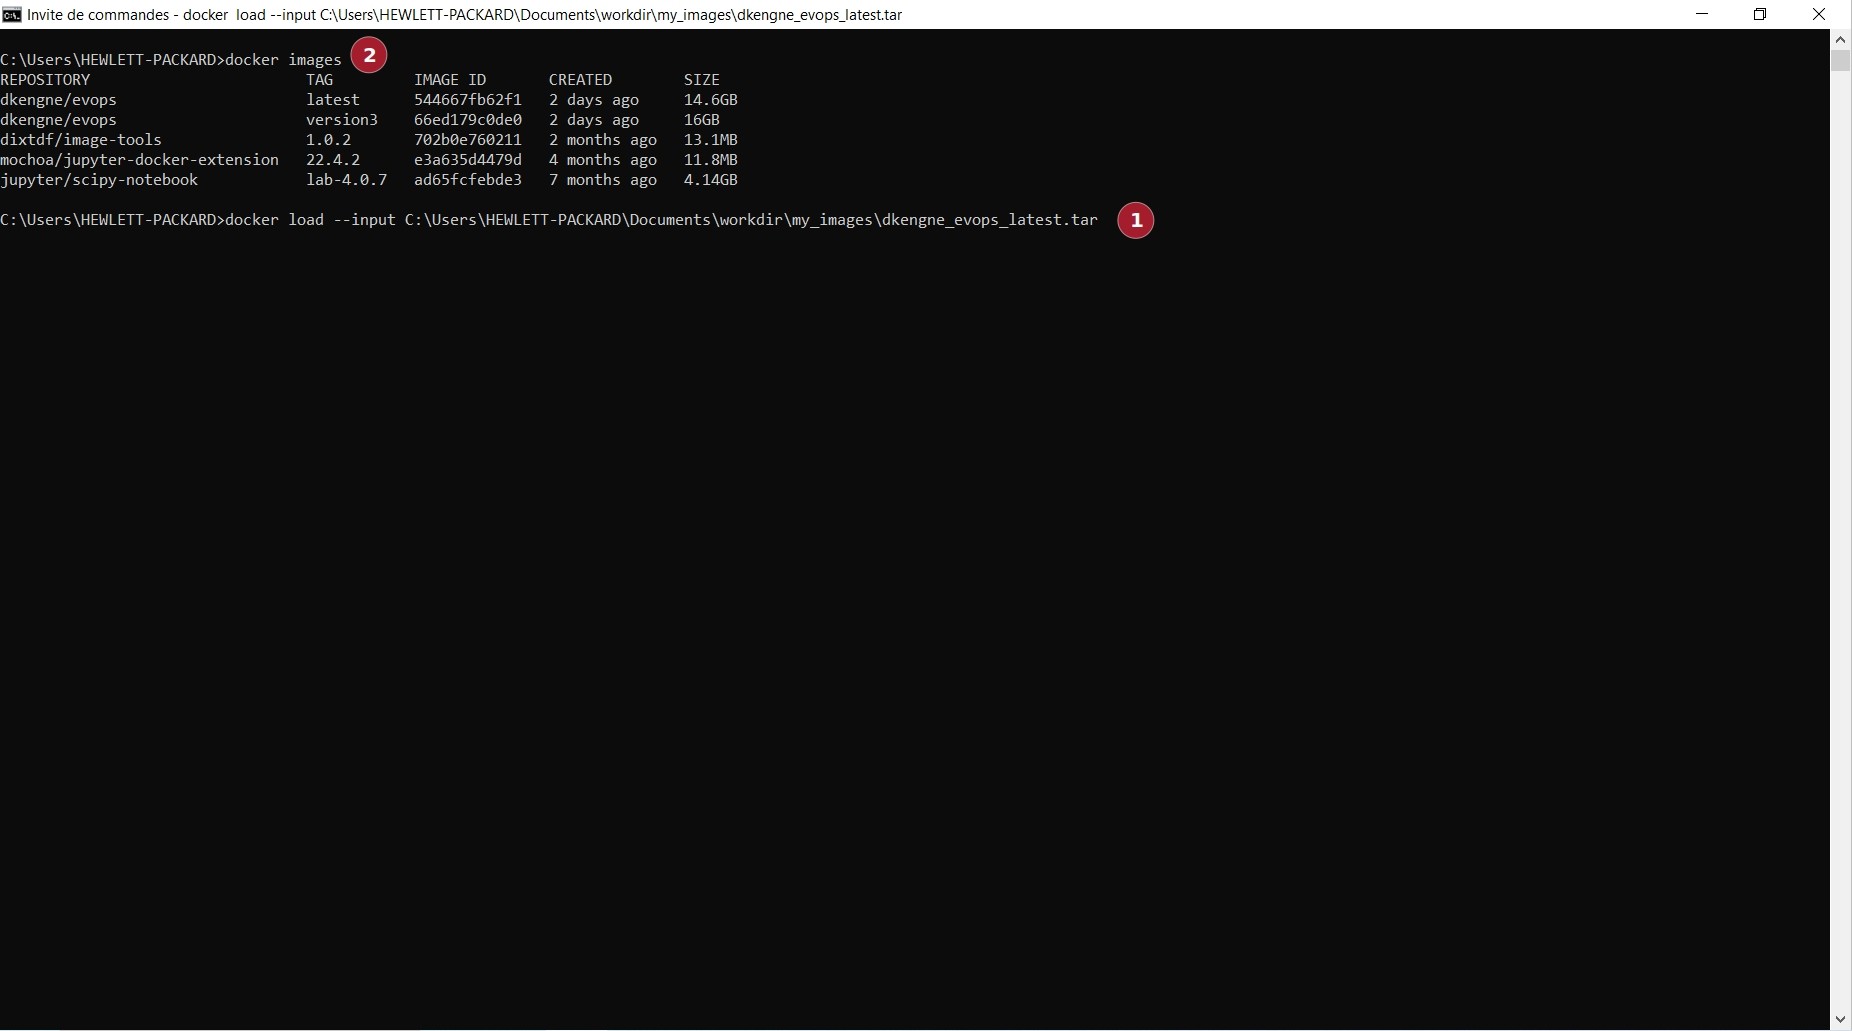 Invite de commandes - docker  load --input C:\Users\HEWLETT-PACKARD\Documents\workdir\my_images\dkengne_evops_latest.tar
C:\Users\HEWLETT-PACKARD>docker images 2
REPOSITORY                        TAG         IMAGE ID       CREATED        SIZE
dkengne/evops                     latest      544667fb62f1   2 days ago     14.6GB
dkengne/evops                     version3    66ed179c0de0   2 days ago     16GB
dixtdf/image-tools                1.0.2       702b0e760211   2 months ago   13.1MB
mochoa/jupyter-docker-extension   22.4.2      e3a635d4479d   4 months ago   11.8MB
jupyter/scipy-notebook            lab-4.0.7   ad65fcfebde3   7 months ago   4.14GB
C:\Users\HEWLETT-PACKARD>docker load --input C:\Users\HEWLETT-PACKARD\Documents\workdir\my_images\dkengne_evops_latest.tar 1